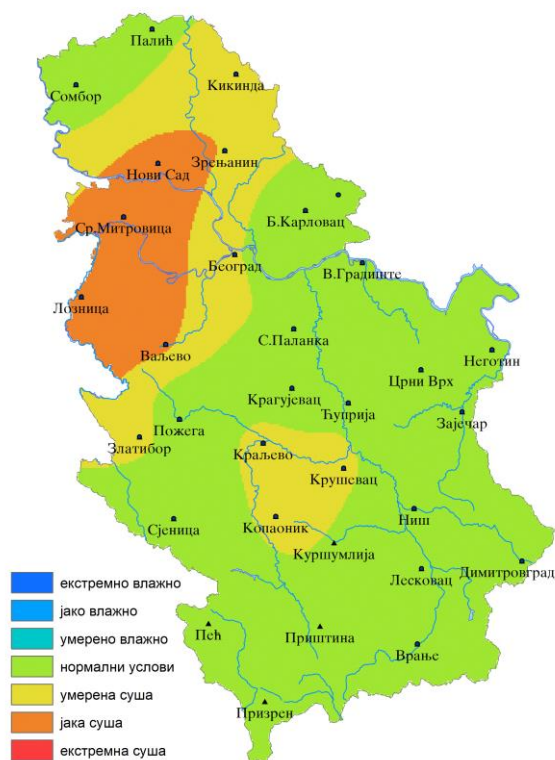 Палић
Сомбор
Кикинда
Зрењанин
Нови Сад
Ср.Митровица
Б.Карловац
Београд
В.Градиште
Лозница
Ваљево
С.Паланка
Неготин
Црни Врх
Крагујевац
Ћуприја
Зајечар
Пожега
Златибор
Краљево
Крушевац
Копаоник
Ниш
Сјеница
Куршумлија
Димитровград
Лесковац
Пећ
Приштина
Врање
Призрен
екстремно влажно
јако влажно
умерено влажно
нормални услови
умерена суша
јака суша
екстремна суша